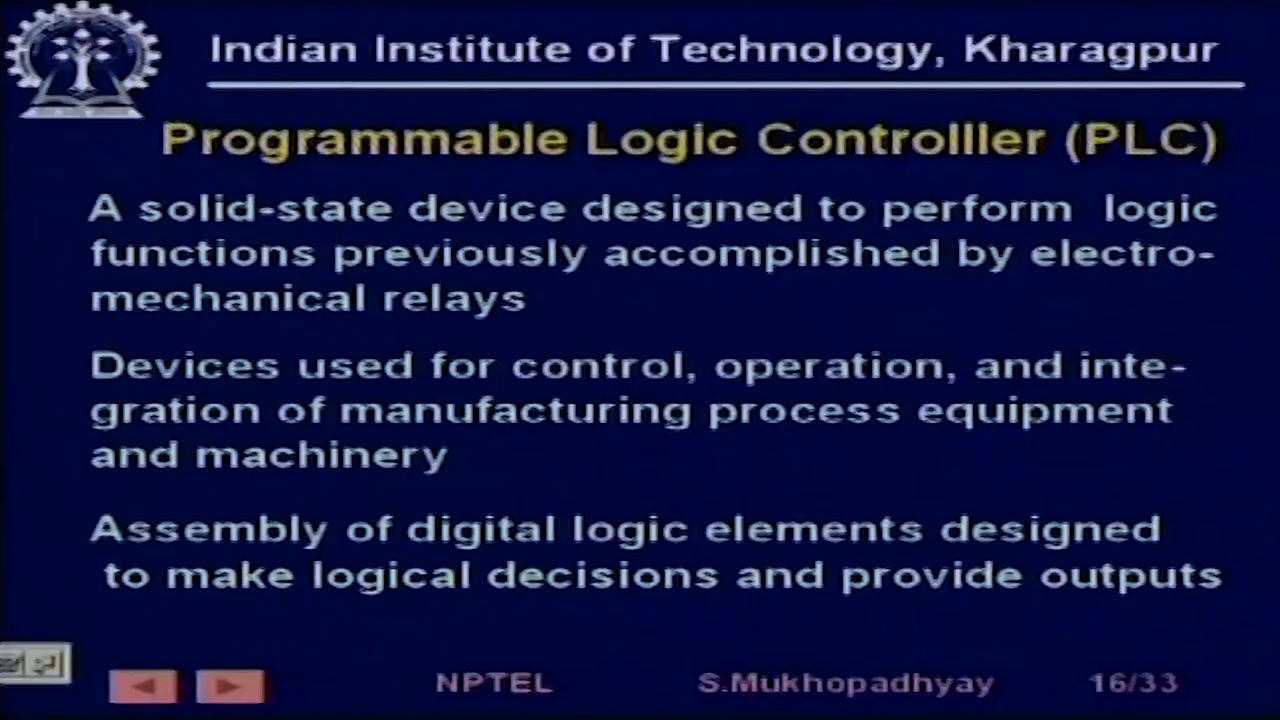 Indian Institute of Technology, Kharagpur
Programmable Logic Controlller (PLC)
A solid-state device designed to perform logic
functions previously accomplished by electro-
mechanical relays
Devices used for control, operation, and inte-
gration of manufacturing process equipment
and machinery
Assembly of digital logic elements designed
to make logical decisions and provide outputs
NPTEL S.Mukhopadhyay 16/33